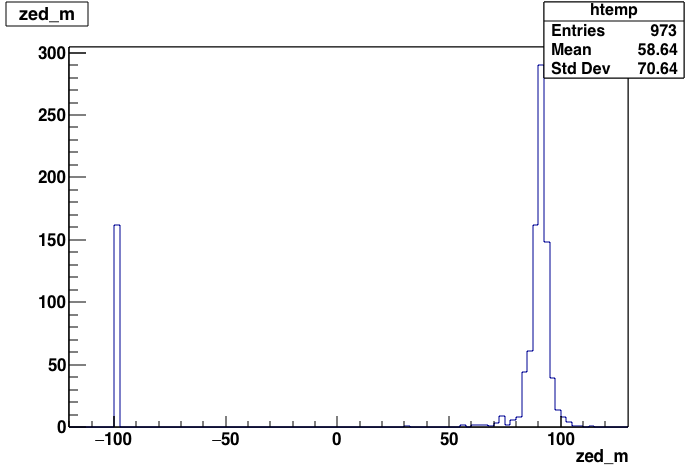 zed_m
htemp
Entries 973
Mean 58.64
Std Dev 70.64
300
250
200
150
100
50
0
−100 −50 0 50 100
zed_m